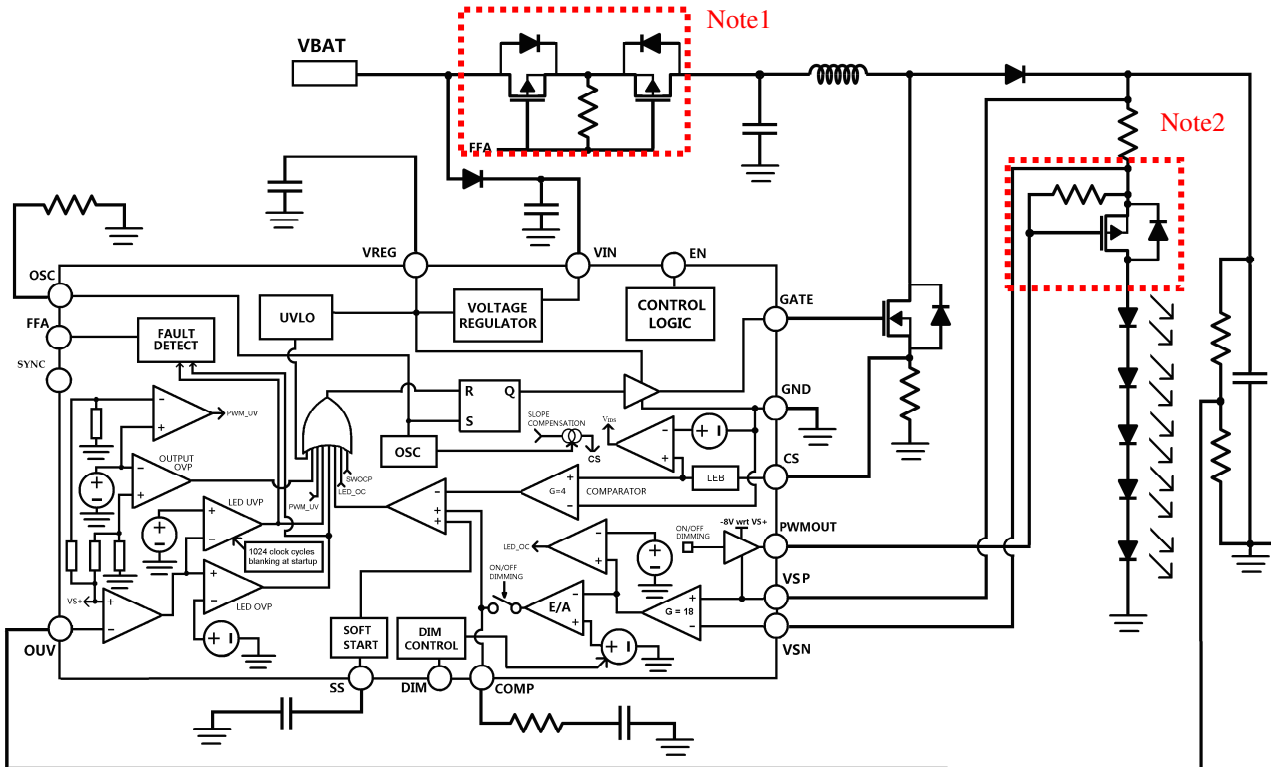 Note1
VBAT
FFA
Note2
VREG
VIN
EN
OSC
UVLO
VOLTAGE
REGULATOR
CONTROL
LOGIC
GATE
FFA
FAULT
DETECT
SYNC
R
Q
S
GND
PWM_UV
SLOPE
COMPENSATION
CS
OSC
OUTPUT
OVP
SWOCP
LED_OC
PWM_UV
G=4
COMPARATOR
LEB
CS
LED UVP
1024 clock cycles
blanking at startup
LED_OC
ON/OFF
DIMMING
-8V wrt VS+
PWMOUT
LED OVP
ON/OFF
DIMMING
VS+
E/A
G = 18
VSP
OUV
SOFT
START
DIM
CONTROL
VSN
SS
DIM
COMP